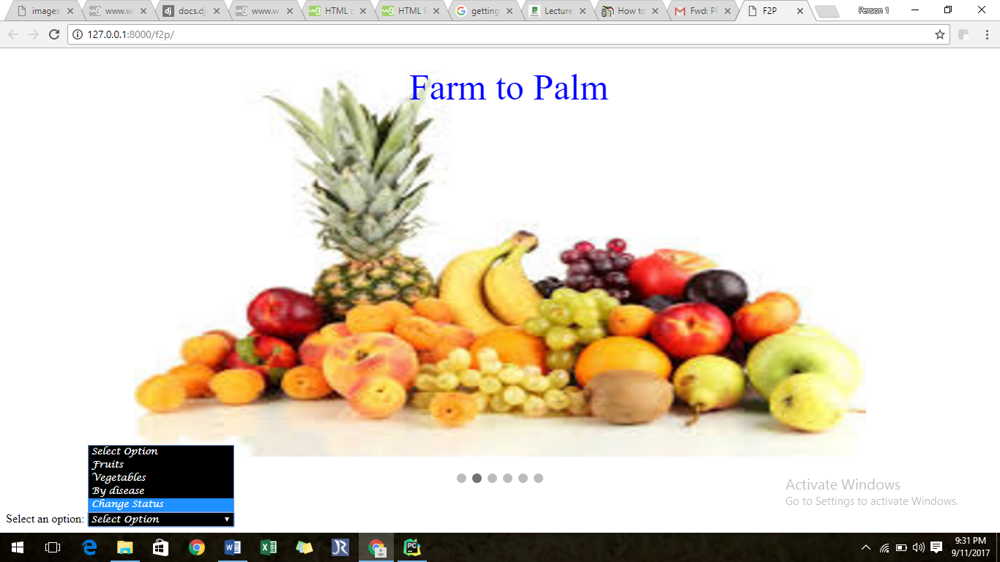 images
www.w
docs.dj
www.w
HTML c
HTML F
getting
Lecture
How to
Fwd: Pl
F2P
Person 1
127.0.0.1:8000/f2p/
Farm to Palm
Select Option
Fruits
Vegetables
By disease
Change Status
Select an option: Select Option
Activate Windows
Go to Settings to activate Windows.
9:31 PM
9/11/2017